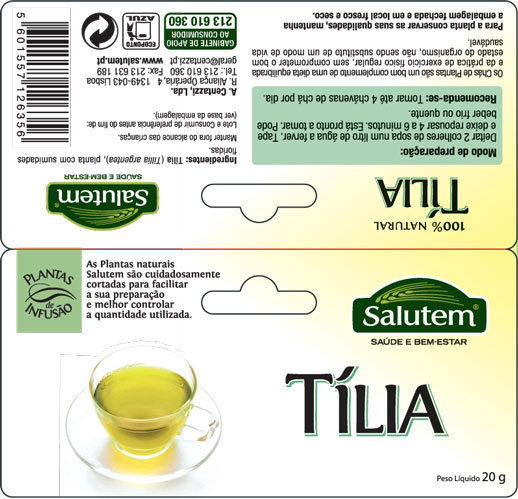 PLANTAS
de
INFUSÃO
As Plantas naturais
Salutem são cuidadosamente
cortadas para facilitar
a sua preparação
e melhor controlar
a quantidade utilizada.
Salutem®
SAÚDE E BEM-ESTAR
TÍLIA
Peso Líquido 20 g
100% NATURAL
TÍLIA
Salutem®
SAÚDE E BEM-ESTAR
Modo de preparação:
Deitar 2 colheres de sopa num litro de água a ferver. Tape
e deixe repousar 4 a 6 minutos. Está pronto a tomar. Pode
beber frio ou quente.
Recomenda-se: Tomar até 4 chávenas de chá por dia.
Os Chás de Plantas são um bom complemento de uma dieta equilibrada
e da prática de exercício físico regular, sem comprometer o bom
estado do organismo, não sendo substituto de um modo de vida
saudável.
Para a planta conservar as suas qualidades, mantenha
a embalagem fechada e em local fresco e seco.
Ingredientes: Tília (Tillia argentea), planta com sumidades
floridas.
Manter fora do alcance das crianças.
Lote e Consumir de preferência antes do fim de:
(ver base da embalagem).
A. Centazzi, Lda.
R. Aliança Operária, 4 1349-043 Lisboa
Tel.: 213 610 360 Fax: 213 631 189
geral@centazzi.pt www.salutem.pt
GABINETE DE APOIO
AO CONSUMIDOR
213 610 360
ECOPONTO
AZUL
5 601557 126356